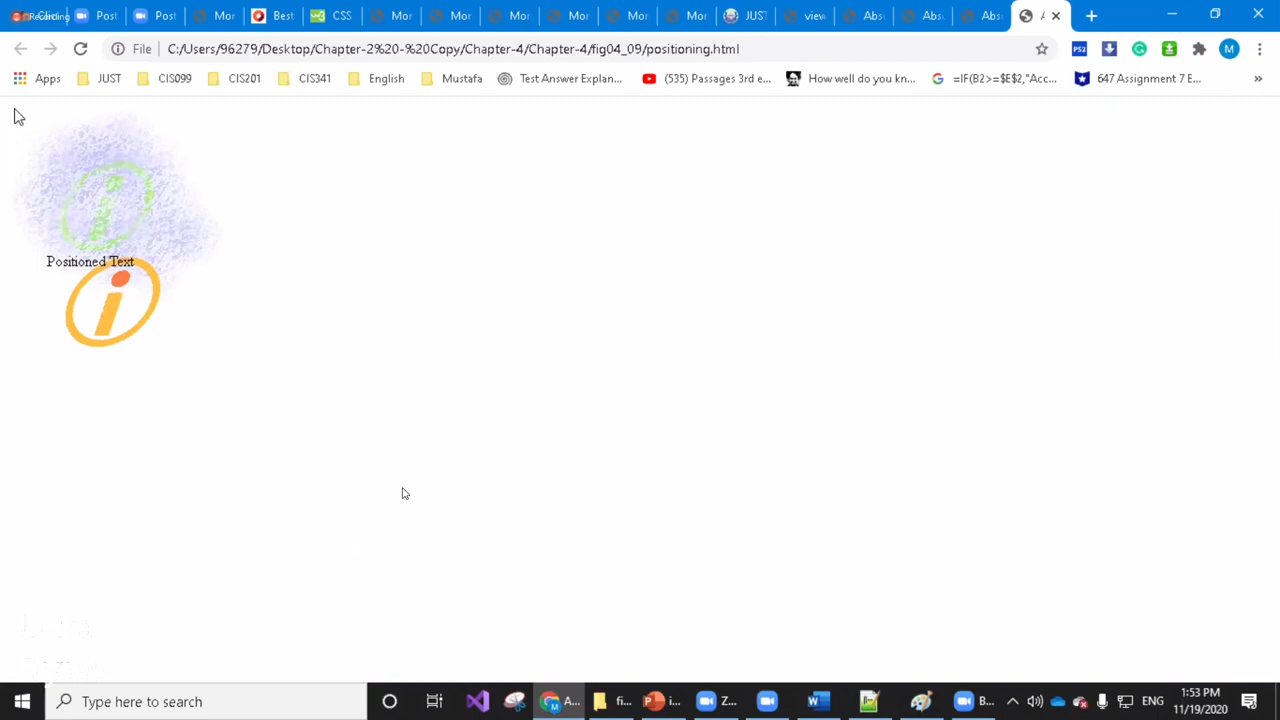 Recording
Post
Post
Mor
Best
CSS
Mor
Mor
Mor
Mor
Mor
Mor
JUST
view
Abs
Abs
Abs
File
C:/Users/96279/Desktop/Chapter-2%20-%20Copy/Chapter-4/Chapter-4/fig04_09/positioning.html
PS2
M
Apps
JUST
CIS099
CIS201
CIS341
English
Mustafa
Test Answer Explan...
(535) Passages 3rd e...
How well do you kn...
=IF(B2>=$E$2,"Acc...
647 Assignment 7 E...
»
i
Positioned Text
i
Type here to search
A...
fi...
i...
Z...
B...
ENG
1:53 PM
11/19/2020